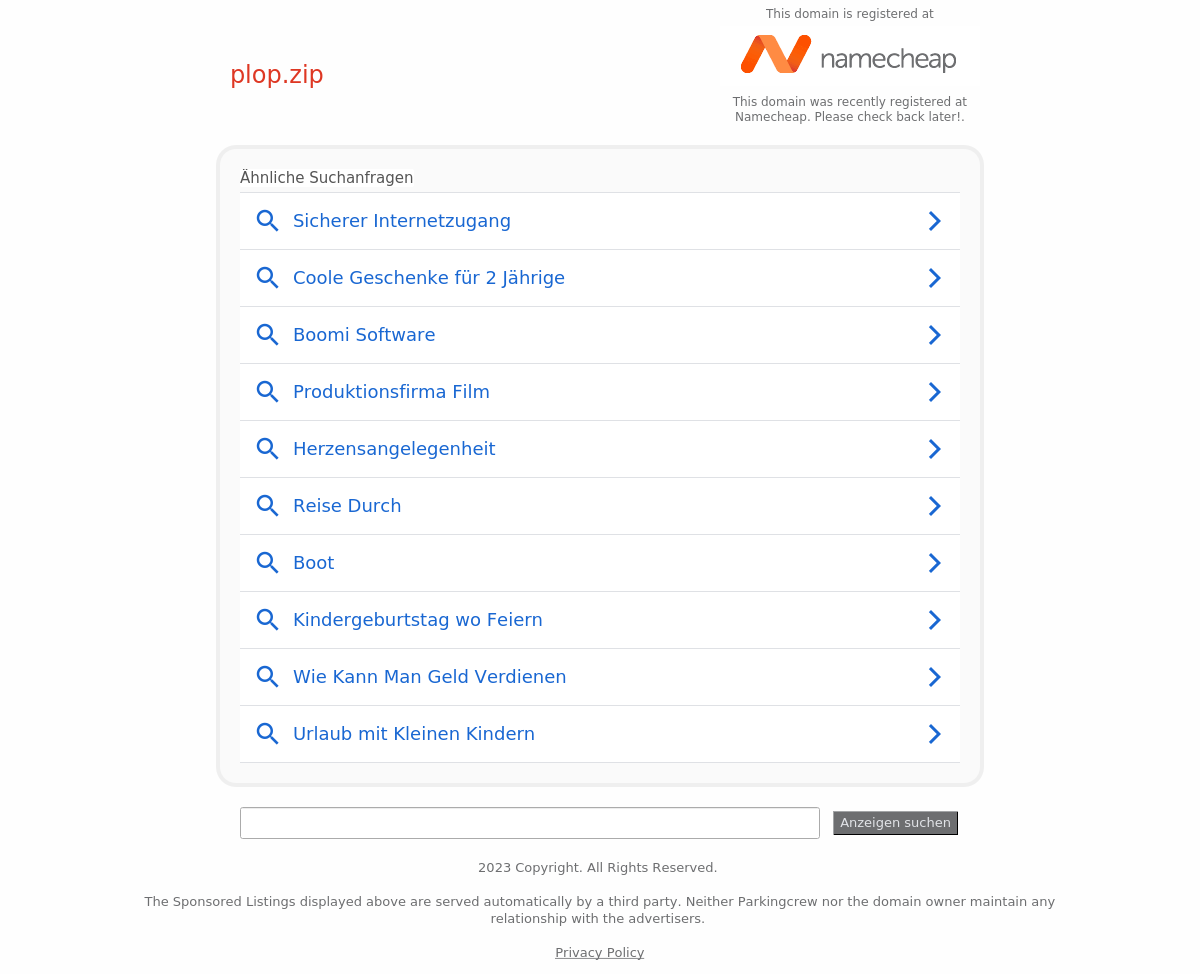 This domain is registered at
namecheap
plop.zip
This domain was recently registered at
Namecheap. Please check back later!.
Ähnliche Suchanfragen
Sicherer Internetzugang
Coole Geschenke für 2 Jährige
Boomi Software
Produktionsfirma Film
Herzensangelegenheit
Reise Durch
Boot
Kindergeburtstag wo Feiern
Wie Kann Man Geld Verdienen
Urlaub mit Kleinen Kindern
Anzeigen suchen
2023 Copyright. All Rights Reserved.
The Sponsored Listings displayed above are served automatically by a third party. Neither Parkingcrew nor the domain owner maintain any
relationship with the advertisers.
Privacy Policy